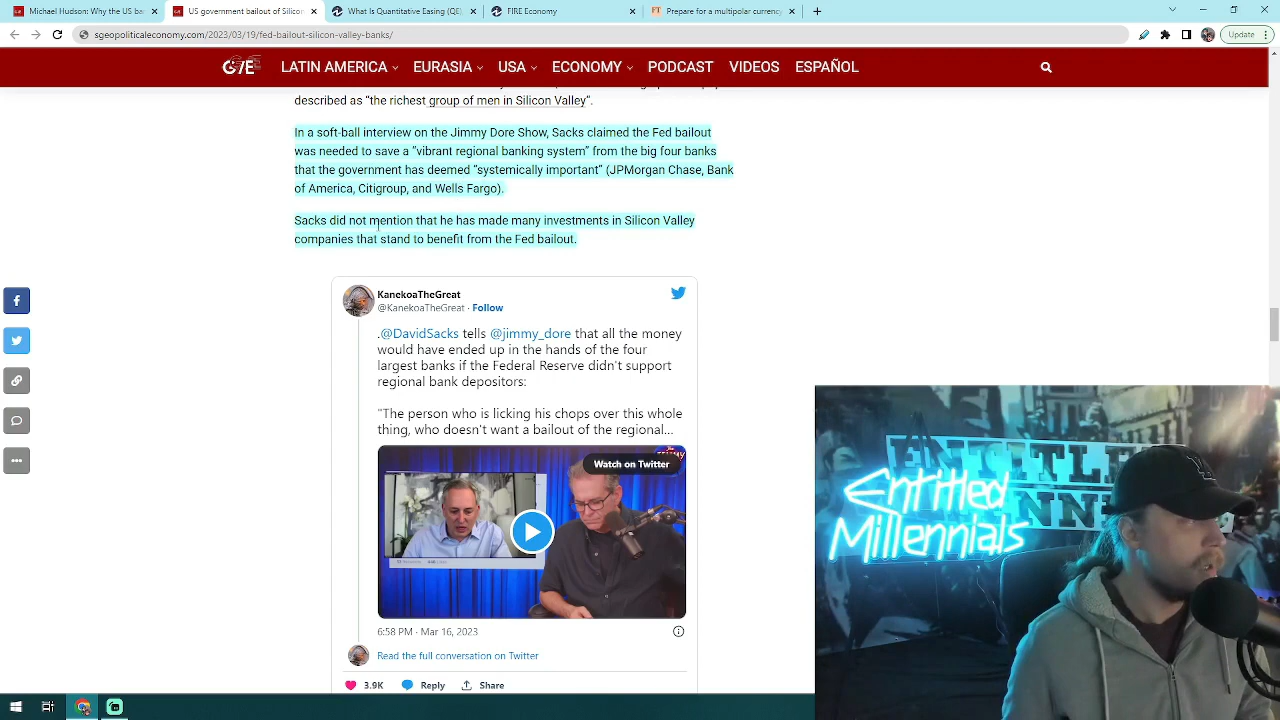 Michael Hudson: Why the US ba
US government bailout of Silicon
What Is Quantitative Easing (QE)
FIRE Economy
FT
Prepare for a multipolar currency
sgeopoliticaleconomy.com/2023/03/19/fed-bailout-silicon-valley-banks/
Update
LATIN AMERICA
EURASIA
USA
ECONOMY
PODCAST
VIDEOS
ESPAÑOL
described as “the richest group of men in Silicon Valley”.
In a soft-ball interview on the Jimmy Dore Show, Sacks claimed the Fed bailout
was needed to save a “vibrant regional banking system” from the big four banks
that the government has deemed “systemically important” (JPMorgan Chase, Bank
of America, Citigroup, and Wells Fargo).
Sacks did not mention that he has made many investments in Silicon Valley
companies that stand to benefit from the Fed bailout.
KanekoaTheGreat
@KanekoaTheGreat · Follow
.@DavidSacks tells @jimmy_dore that all the money
would have ended up in the hands of the four
largest banks if the Federal Reserve didn't support
regional bank depositors:
"The person who is licking his chops over this whole
thing, who doesn't want a bailout of the regional...
Watch on Twitter
6:58 PM · Mar 16, 2023
Read the full conversation on Twitter
3.9K
Reply
Share
Entitled
Millennials